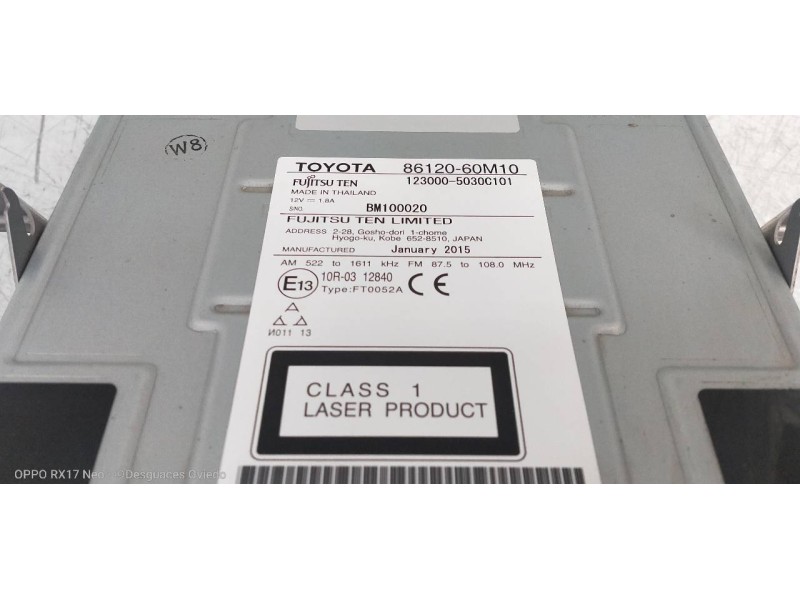 W8
TOYOTA 86120-60M10
FUJITSU TEN 123000-5030C101
MADE IN THAILAND
12V 1.8A
SNO. BM100020
FUJITSU TEN LIMITED
ADDRESS 2-28, Gosho-dori 1-chome
Hyogo-ku, Kobe 652-8510, JAPAN
MANUFACTURED January 2015
AM 522 to 1611 kHz FM 87.5 to 108.0 MHz
E13 10R-03 12840
Type:FT0052A CE
И011 13
CLASS 1
LASER PRODUCT
OPPO RX17 Neo Desguaces Oviedo